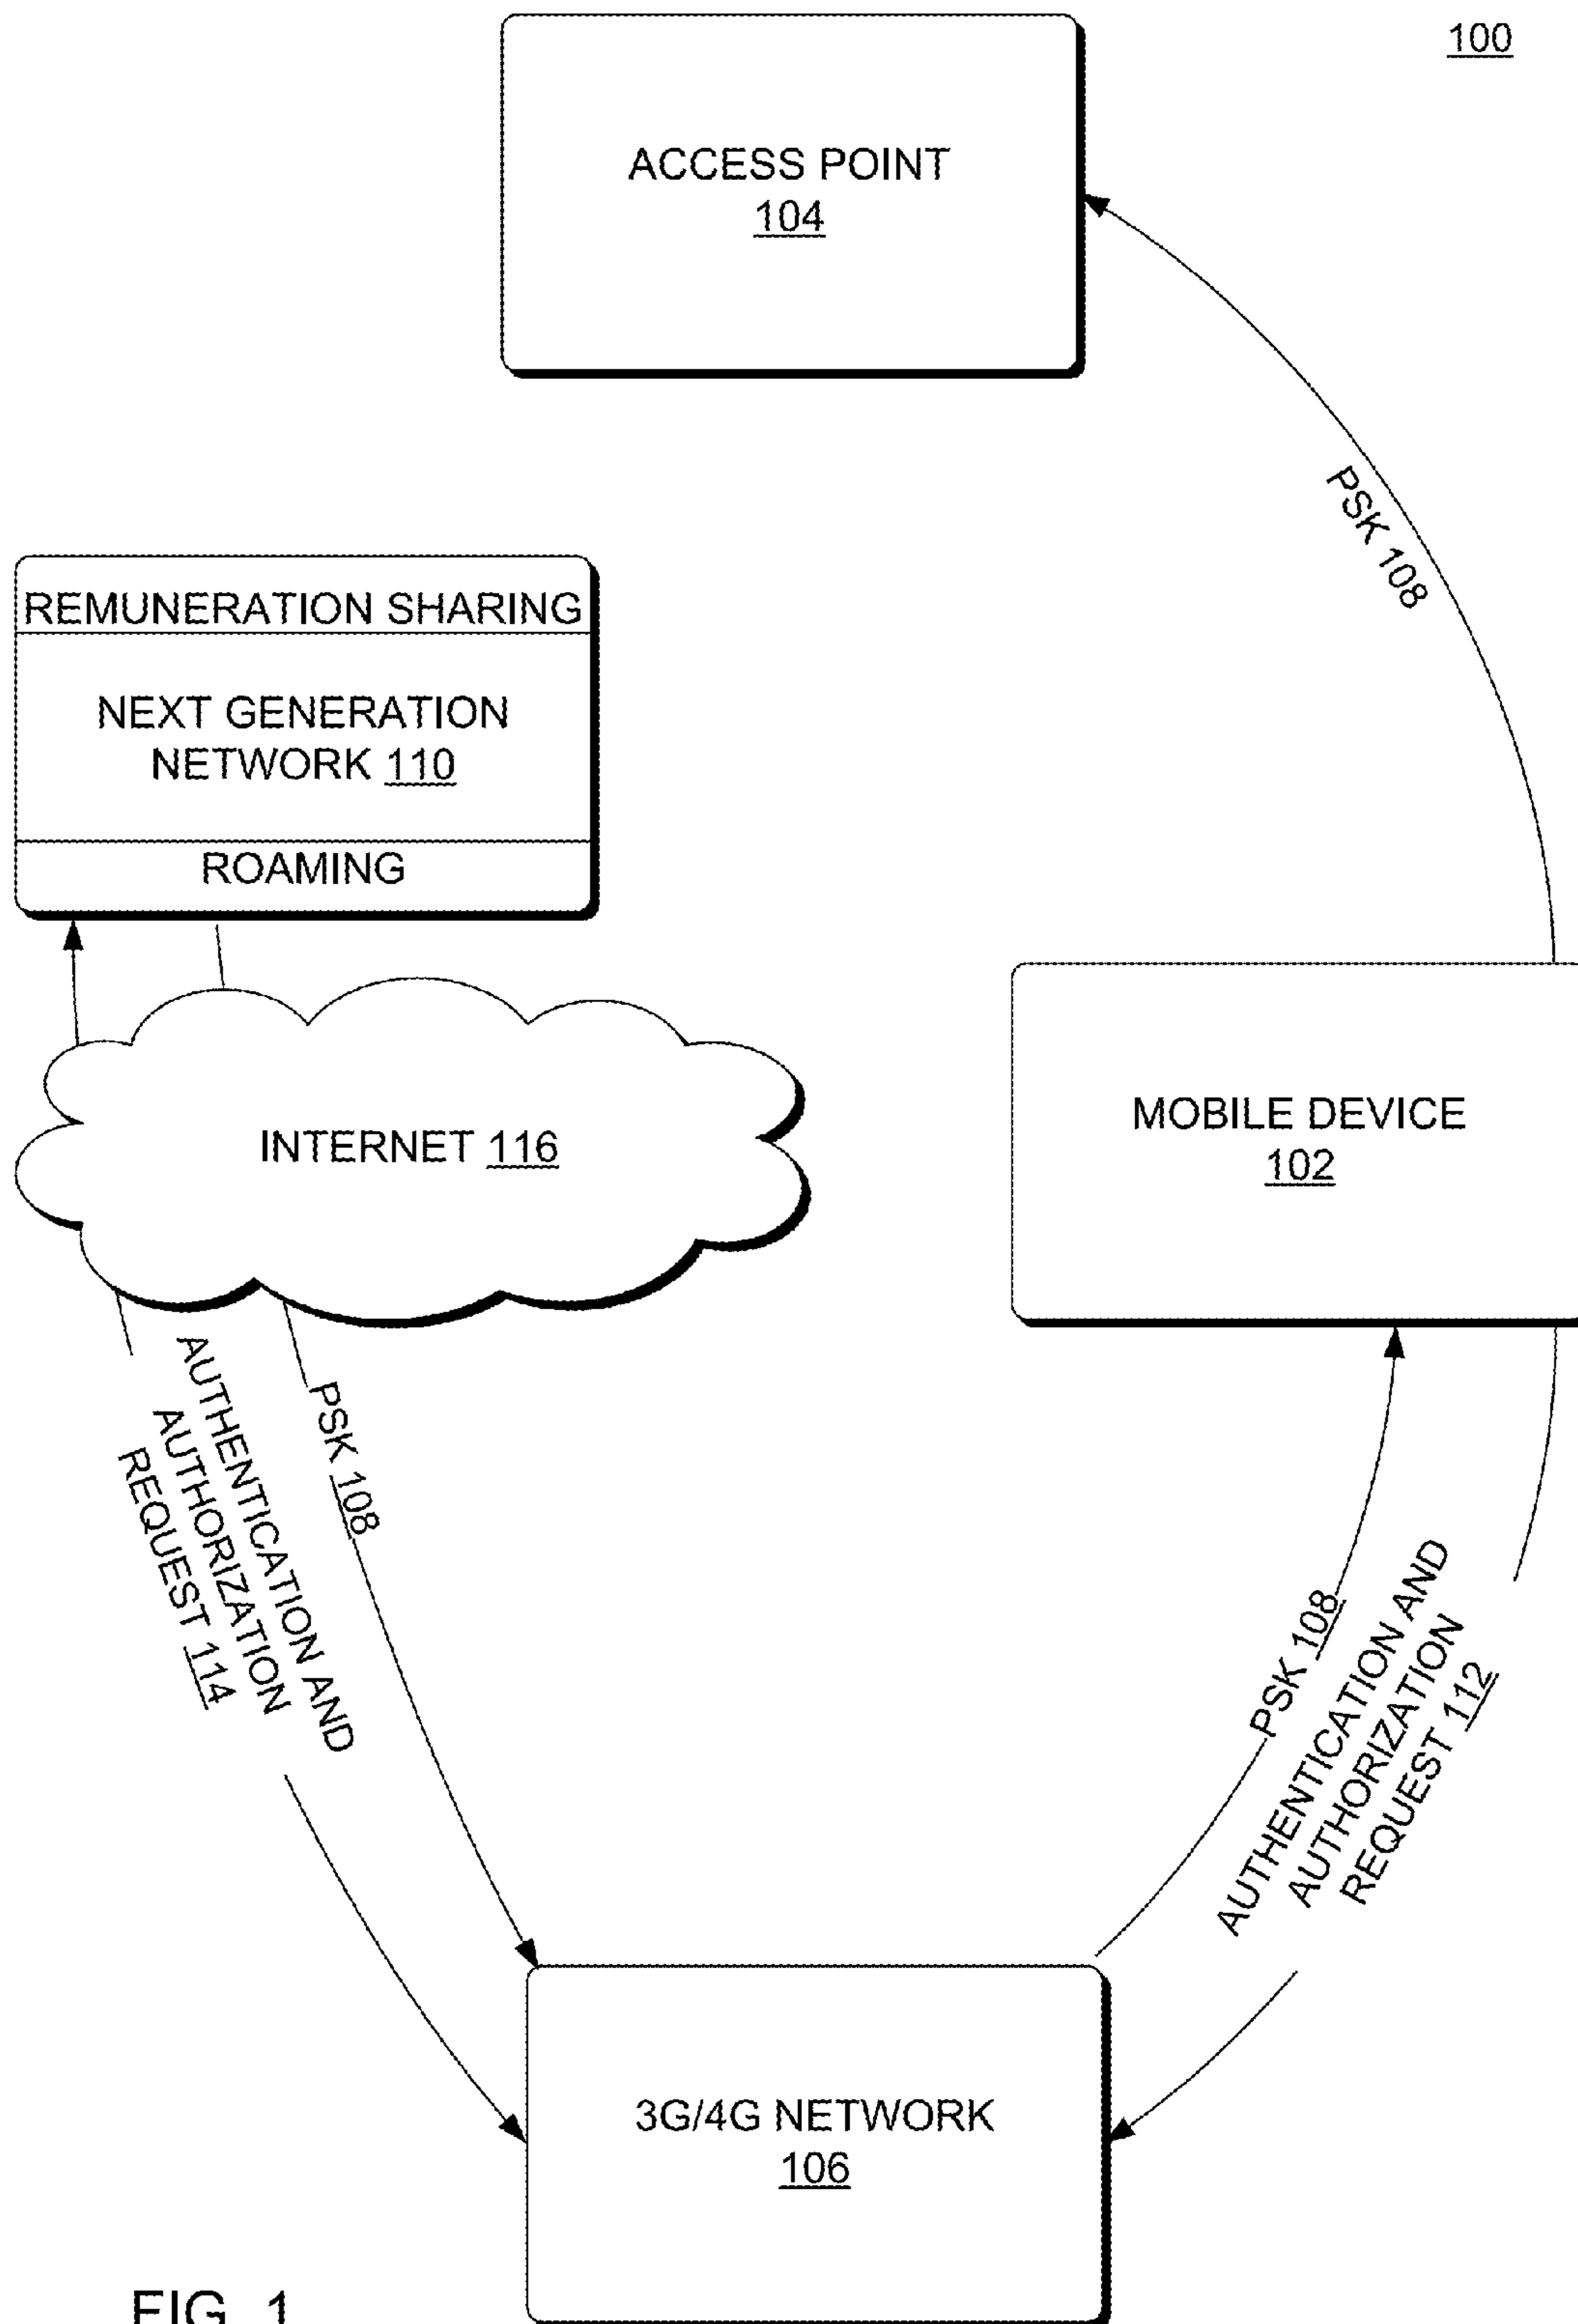 100
ACCESS POINT
104
PSK 108
REMUNERATION SHARING
NEXT GENERATION
NETWORK 110
ROAMING
INTERNET 116
MOBILE DEVICE
102
AUTHENTICATION AND
AUTHORIZATION
REQUEST 114
PSK 108
PSK 108
AUTHENTICATION AND
AUTHORIZATION
REQUEST 112
3G/4G NETWORK
106
FIG. 1